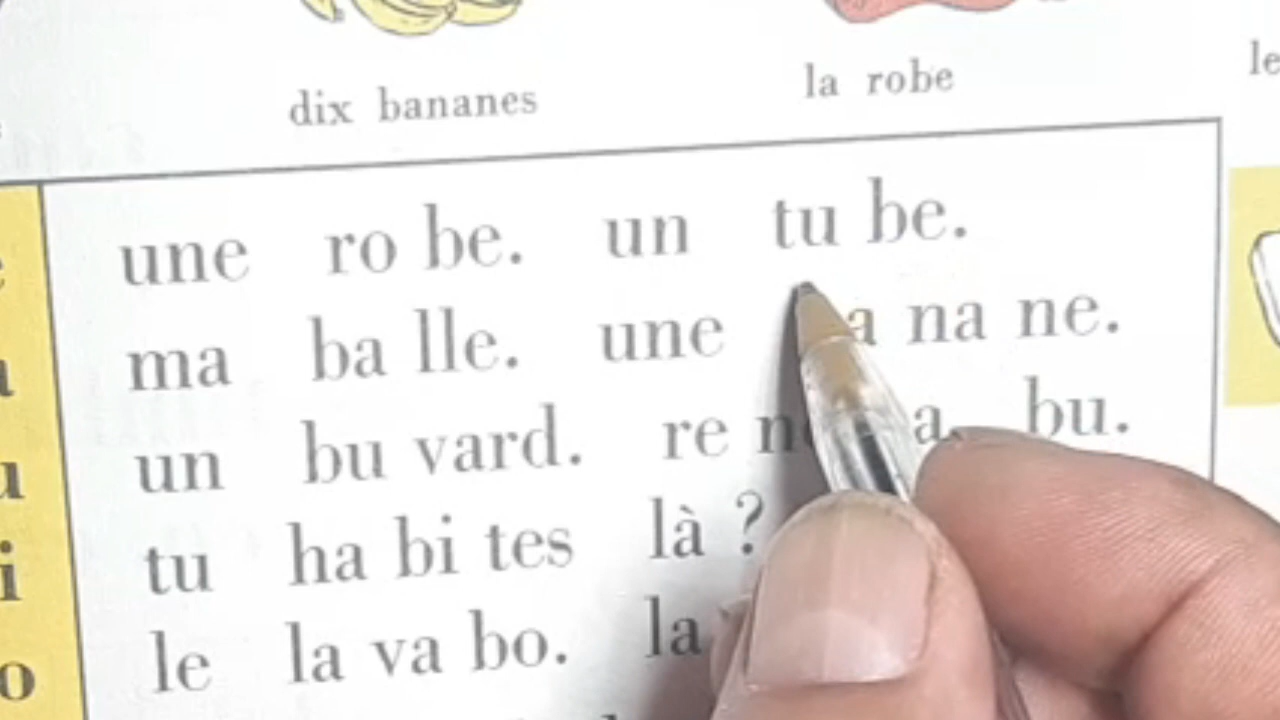 dix bananes la robe le
une ro be. un tu be.
ma ba lle. une a na ne.
un bu vard. re a bu.
tu ha bi tes là ?
le la va bo. la